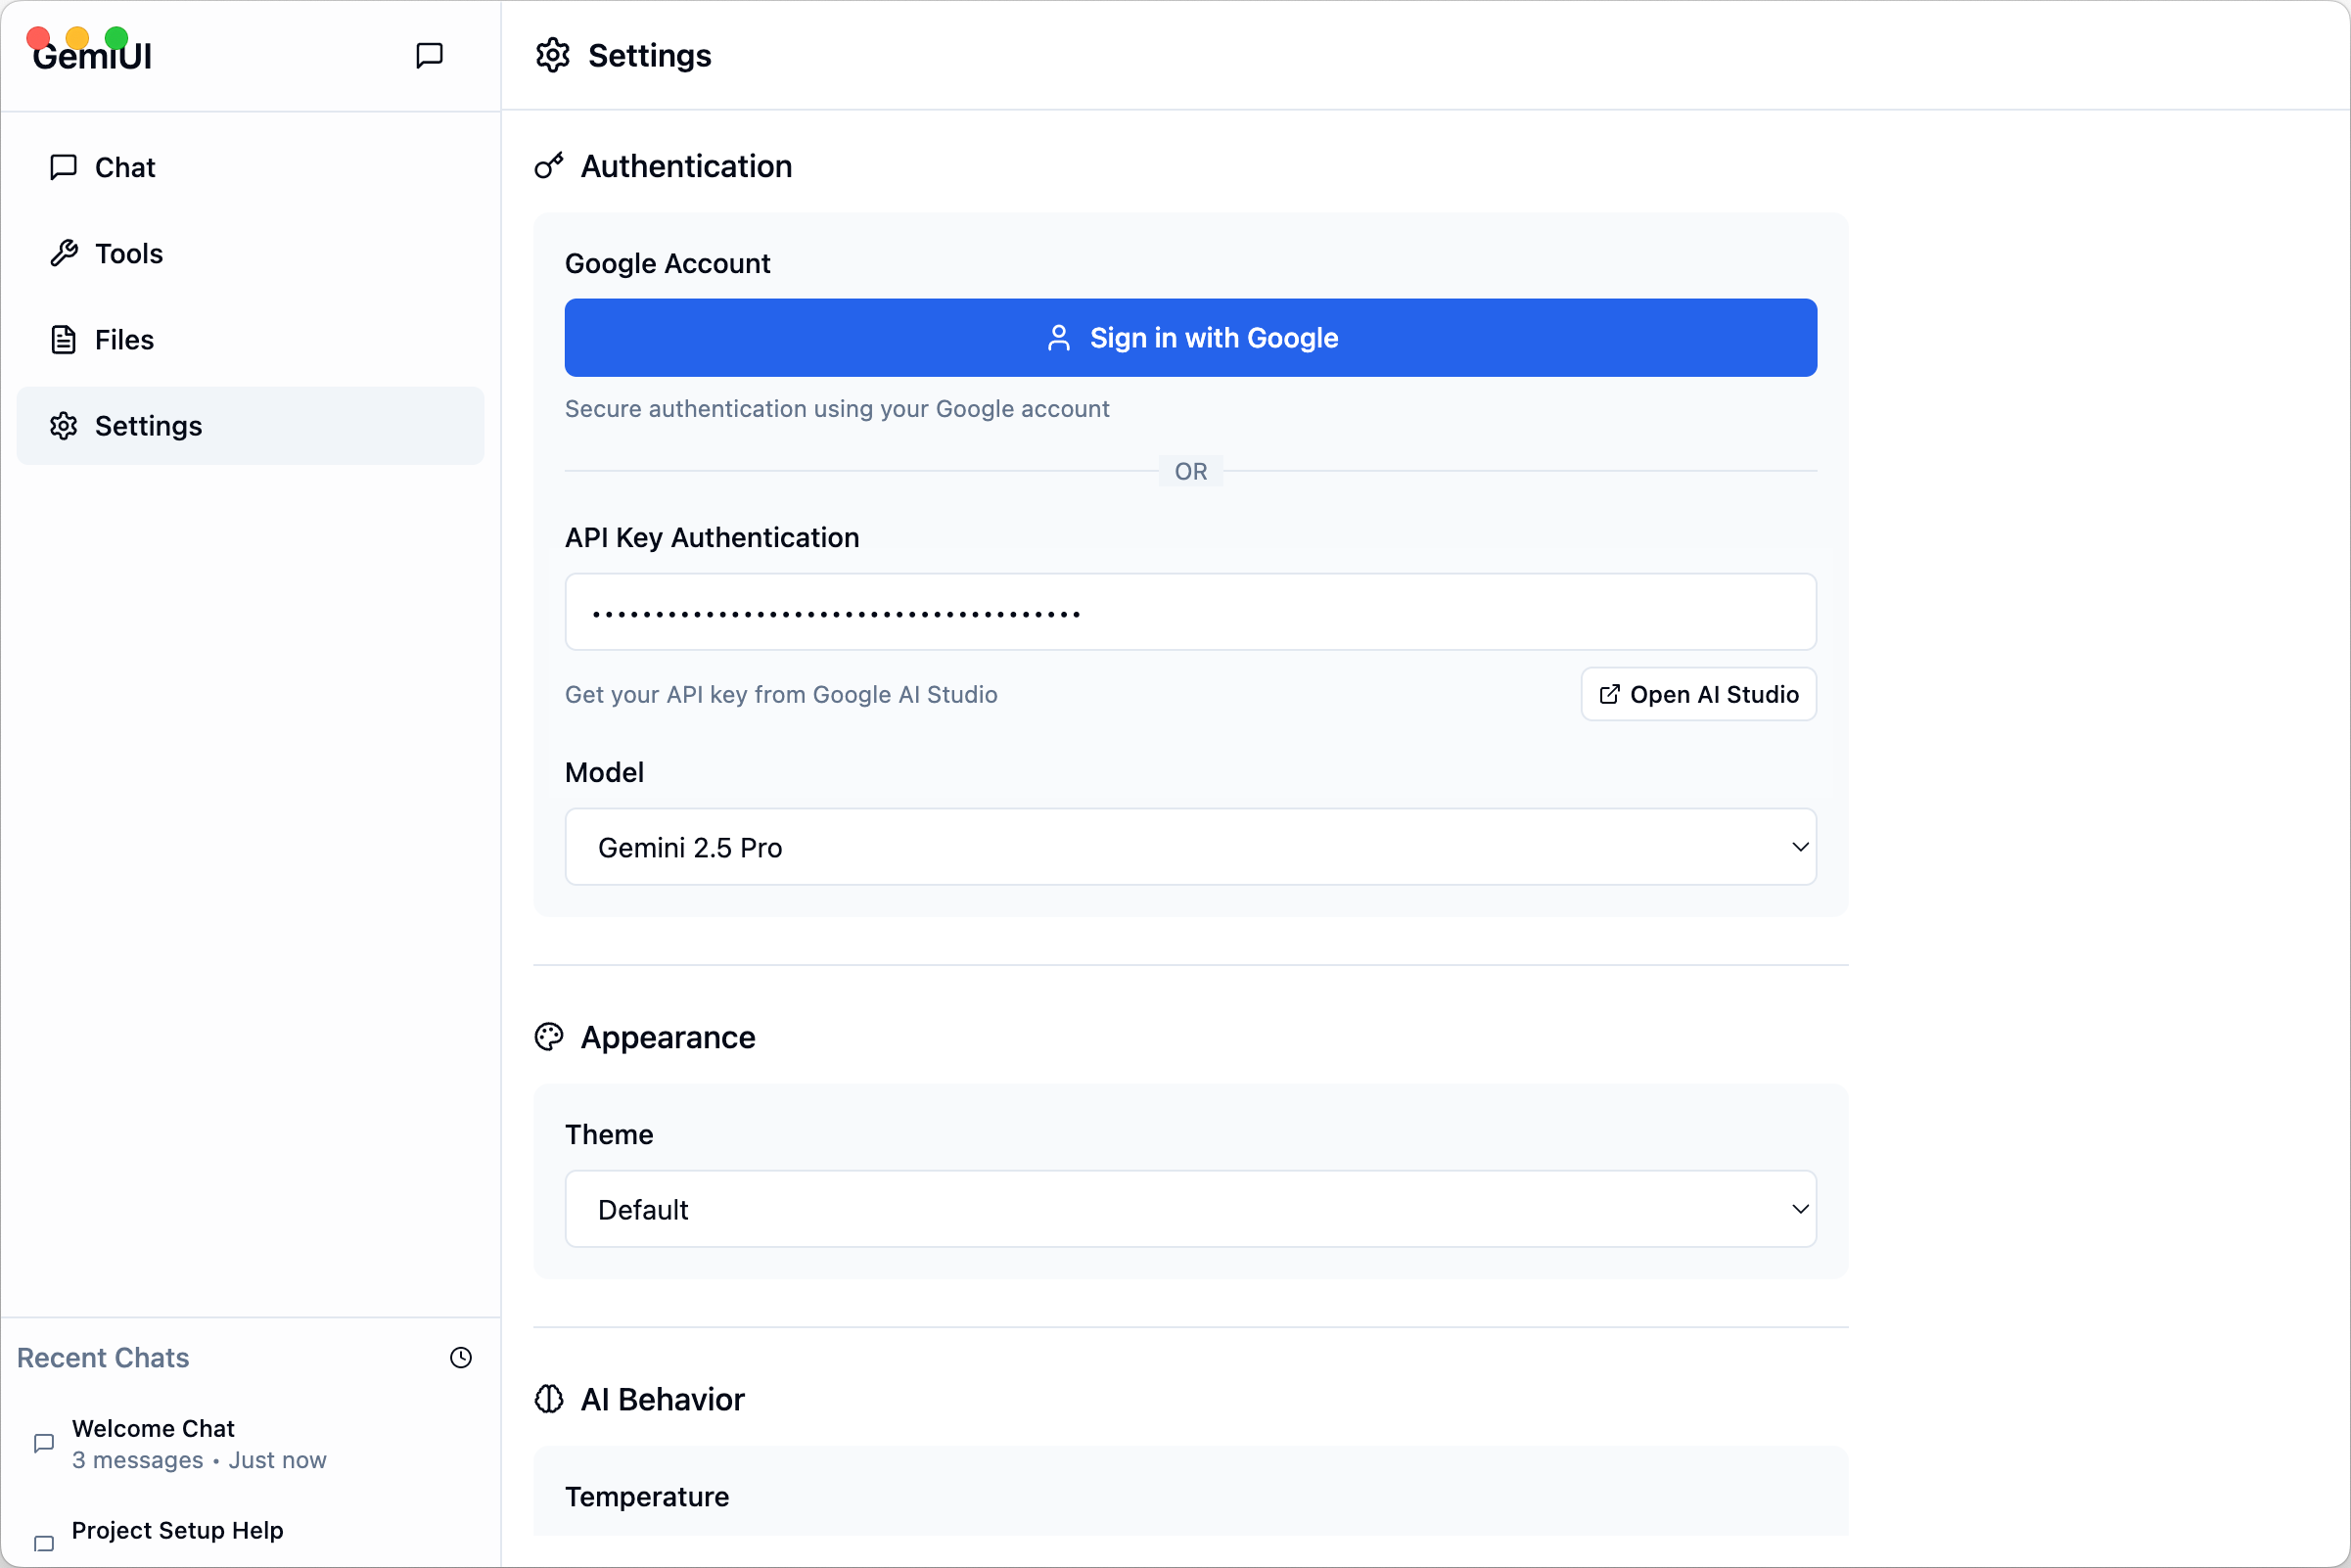 GemiUI
Chat
Tools
Files
Settings
Recent Chats
Welcome Chat
3 messages • Just now
Project Setup Help
Settings
Authentication
Google Account
Sign in with Google
Secure authentication using your Google account
OR
API Key Authentication
•••••••••••••••••••••••••••••••••••••••
Get your API key from Google AI Studio
Open AI Studio
Model
Gemini 2.5 Pro
Appearance
Theme
Default
AI Behavior
Temperature